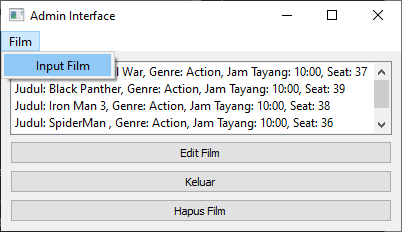 Admin Interface
Film
Input Film
War, Genre: Action, Jam Tayang: 10:00, Seat: 37
Judul: Black Panther, Genre: Action, Jam Tayang: 10:00, Seat: 39
Judul: Iron Man 3, Genre: Action, Jam Tayang: 10:00, Seat: 38
Judul: SpiderMan , Genre: Action, Jam Tayang: 10:00, Seat: 36
Edit Film
Keluar
Hapus Film